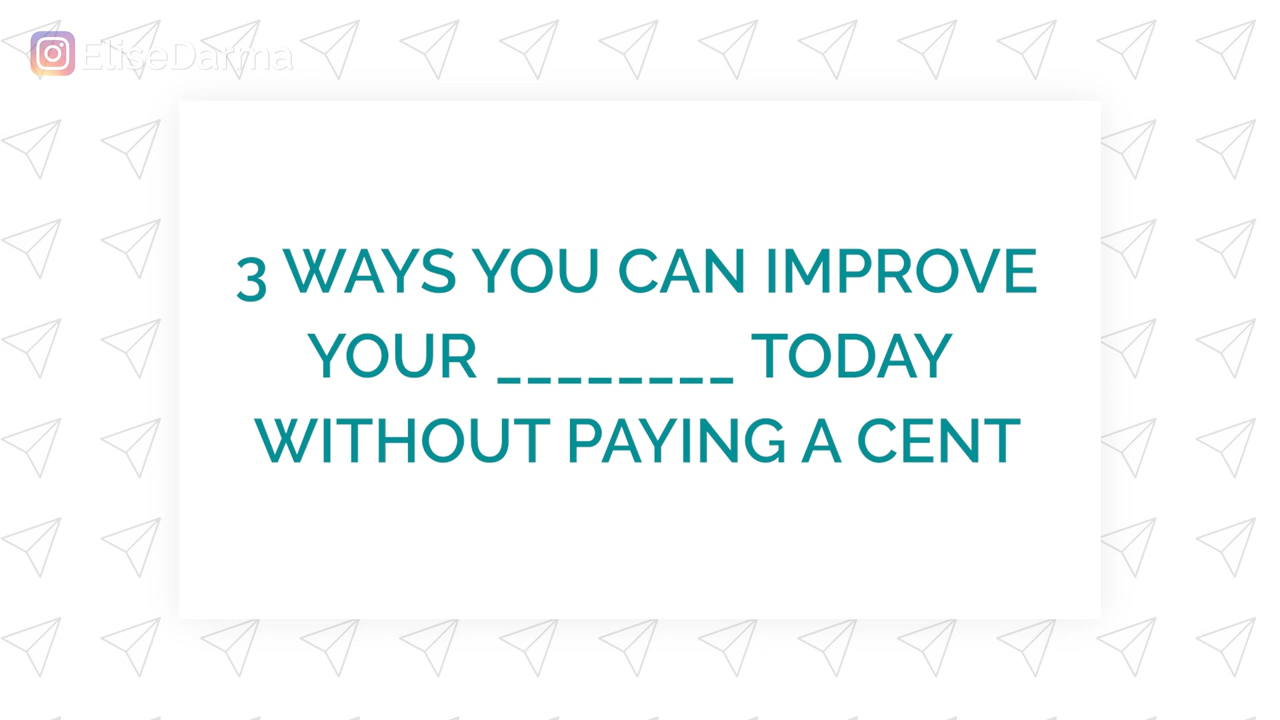 EliseDarma
3 WAYS YOU CAN IMPROVE
YOUR ________ TODAY
WITHOUT PAYING A CENT